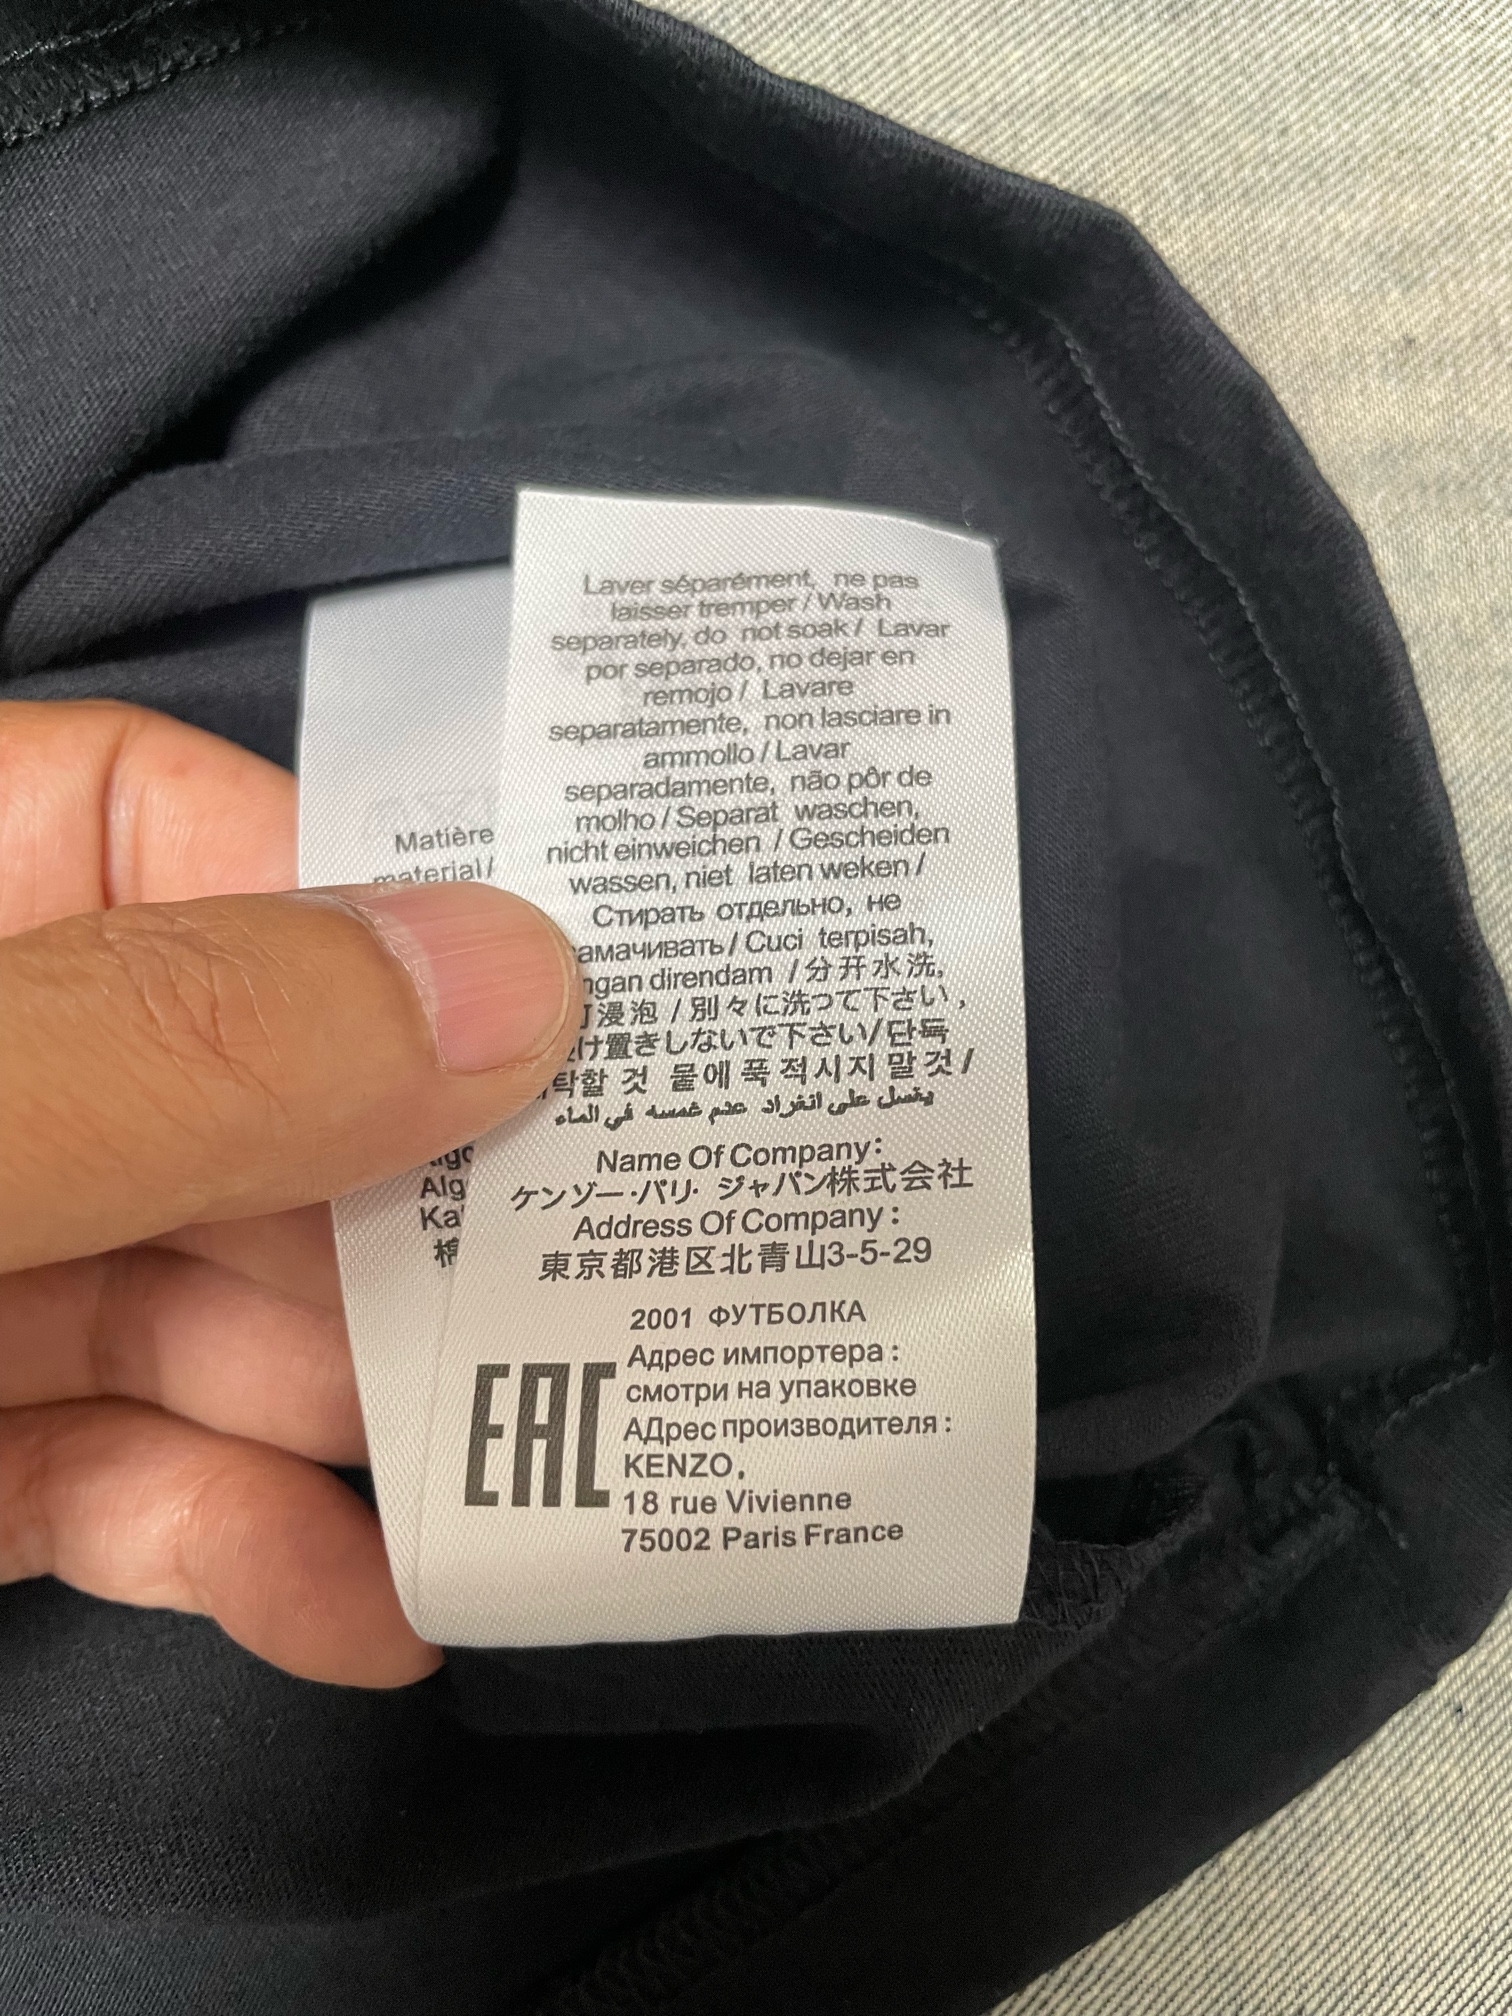 Laver séparément, ne pas
laisser tremper / Wash
separately, do not soak / Lavar
por separado, no dejar en
remojo / Lavare
separatamente, non lasciare in
ammollo / Lavar
separadamente, não pôr de
molho / Separat waschen,
nicht einweichen / Gescheiden
wassen, niet laten weken /
Стирать отдельно, не
амачивать / Cuci terpisah,
ngan direndam / 分开水洗,
浸泡 / 別々に洗って下さい,
け置きしないで下さい/단독
탁할 것 물에 푹 적시지 말 것 /
يغسل على انفراد عدم غمسه في الماء
Name Of Company:
ケンゾー・パリ・ジャパン株式会社
Address Of Company :
東京都港区北青山3-5-29
2001 ФУТБОЛКА
EAC
Адрес импортера :
смотри на упаковке
АДрес производителя :
KENZO,
18 rue Vivienne
75002 Paris France
Matière
material /
Alg
Ka